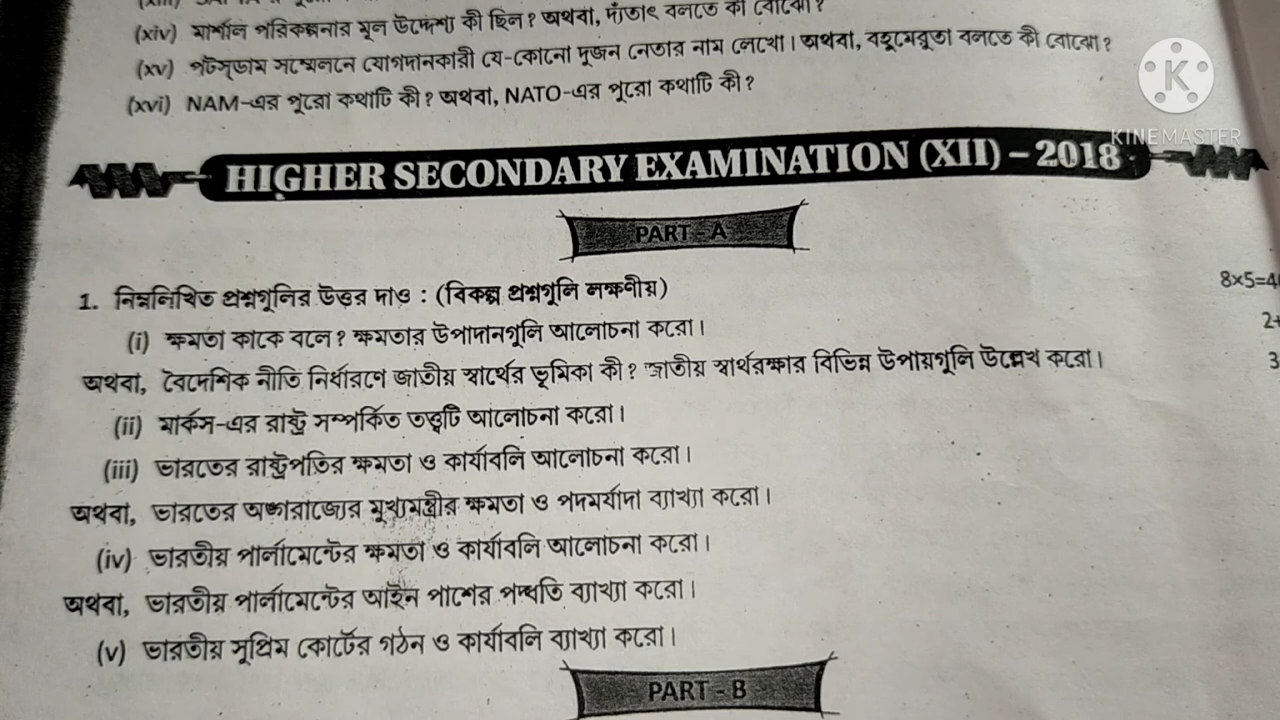 (xiv) মার্শাল পরিকল্পনার মূল উদ্দেশ্য কী ছিল? অথবা, দাঁতাৎ বলতে কী বোঝো?
(xv) পটস্‌ডাম সম্মেলনে যোগদানকারী যে-কোনো দুজন নেতার নাম লেখো। অথবা, বহুমেরুতা বলতে কী বোঝো?
(xvi) NAM-এর পুরো কথাটি কী? অথবা, NATO-এর পুরো কথাটি কী?
K
KINEMASTER
HIGHER SECONDARY EXAMINATION (XII) – 2018
PART - A
1. নিম্নলিখিত প্রশ্নগুলির উত্তর দাও : (বিকল্প প্রশ্নগুলি লক্ষণীয়) 8×5=4
(i) ক্ষমতা কাকে বলে? ক্ষমতার উপাদানগুলি আলোচনা করো। 2+
অথবা, বৈদেশিক নীতি নির্ধারণে জাতীয় স্বার্থের ভূমিকা কী? জাতীয় স্বার্থরক্ষার বিভিন্ন উপায়গুলি উল্লেখ করো। 3
(ii) মার্কস-এর রাষ্ট্র সম্পর্কিত তত্ত্বটি আলোচনা করো।
(iii) ভারতের রাষ্ট্রপতির ক্ষমতা ও কার্যাবলি আলোচনা করো।
অথবা, ভারতের অঙ্গরাজ্যের মুখ্যমন্ত্রীর ক্ষমতা ও পদমর্যাদা ব্যাখ্যা করো।
(iv) ভারতীয় পার্লামেন্টের ক্ষমতা ও কার্যাবলি আলোচনা করো।
অথবা, ভারতীয় পার্লামেন্টের আইন পাশের পদ্ধতি ব্যাখ্যা করো।
(v) ভারতীয় সুপ্রিম কোর্টের গঠন ও কার্যাবলি ব্যাখ্যা করো।
PART - B